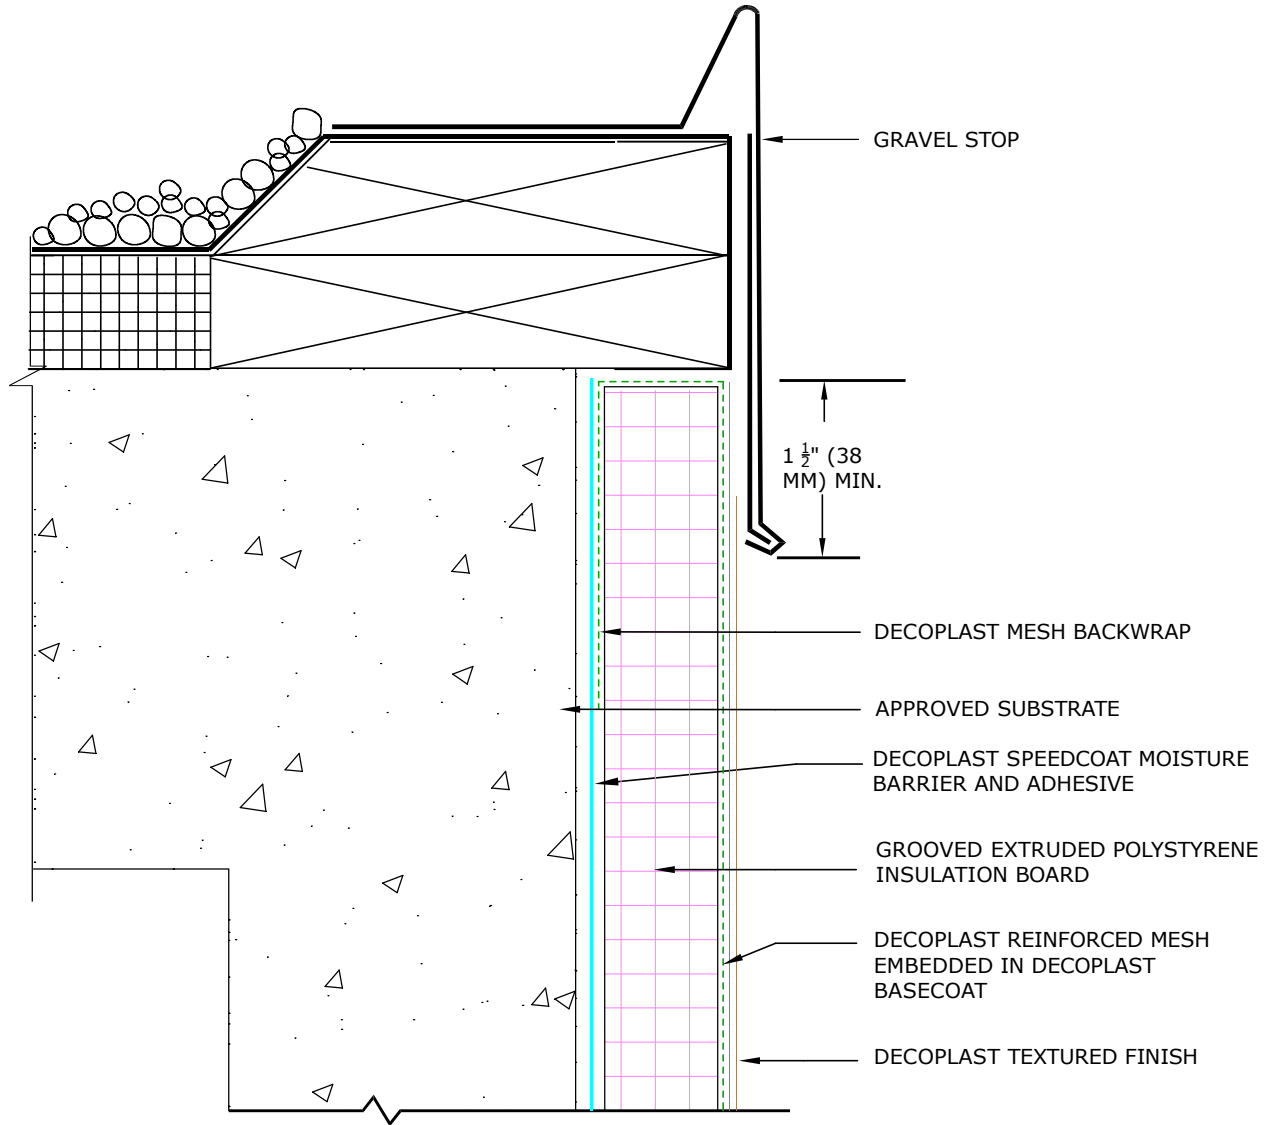 GRAVEL STOP
1 ½" (38
MM) MIN.
DECOPLAST MESH BACKWRAP
APPROVED SUBSTRATE
DECOPLAST SPEEDCOAT MOISTURE
BARRIER AND ADHESIVE
GROOVED EXTRUDED POLYSTYRENE
INSULATION BOARD
DECOPLAST REINFORCED MESH
EMBEDDED IN DECOPLAST
BASECOAT
DECOPLAST TEXTURED FINISH